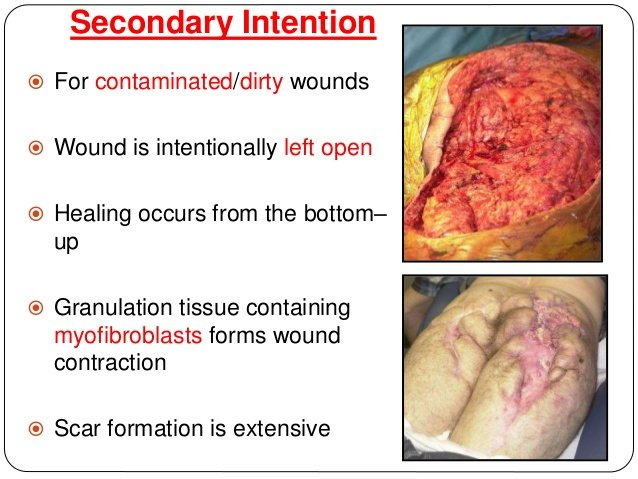 Secondary Intention
For contaminated/dirty wounds
Wound is intentionally left open
Healing occurs from the bottom–
up
Granulation tissue containing
myofibroblasts forms wound
contraction
Scar formation is extensive